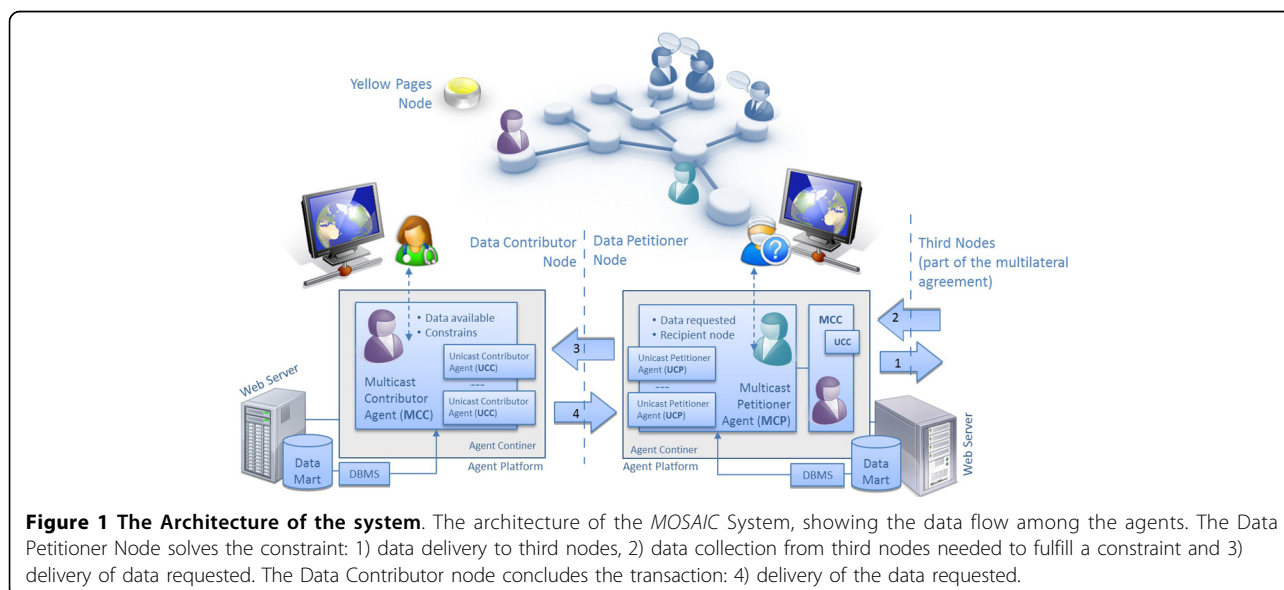 Yellow Pages
Node
Data Contributor
Node
Data Petitioner
Node
Third Nodes
(part of the multilateral
agreement)
• Data available
• Constrains
Unicast Contributor
Agent (UCC)
---
Unicast Contributor
Agent (UCC)
Multicast
Contributor
Agent (MCC)
Agent Continer
Agent Platform
Web Server
Data
Mart
DBMS
3
4
• Data requested
• Recipient node
Unicast Petitioner
Agent (UCP)
---
Unicast Petitioner
Agent (UCP)
Multicast
Petitioner
Agent (MCP)
MCC
UCC
?
2
1
Agent Continer
Agent Platform
DBMS
Data
Mart
Web Server
Figure 1 The Architecture of the system. The architecture of the MOSAIC System, showing the data flow among the agents. The Data
Petitioner Node solves the constraint: 1) data delivery to third nodes, 2) data collection from third nodes needed to fulfill a constraint and 3)
delivery of data requested. The Data Contributor node concludes the transaction: 4) delivery of the data requested.